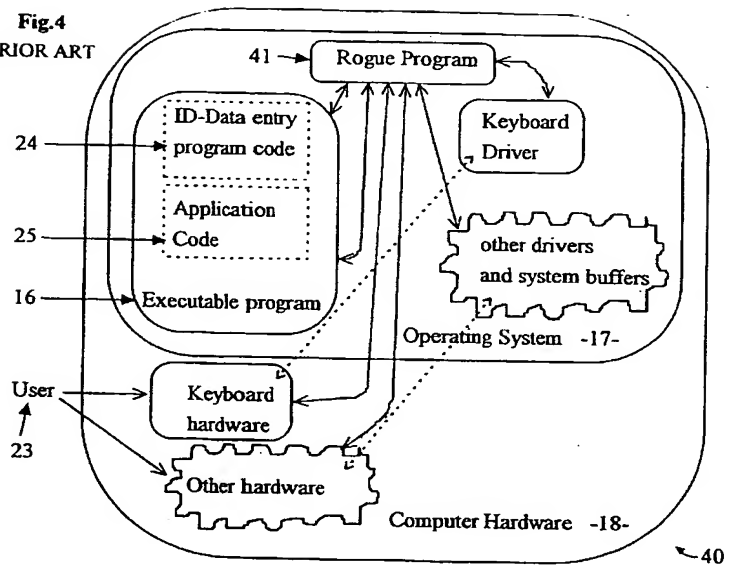 Fig.4
RIOR ART
41
Rogue Program
24
ID-Data entry
program code
Keyboard
Driver
25
Application
Code
other drivers
and system buffers
16
Executable program
Operating System -17-
User
23
Keyboard
hardware
Other hardware
Computer Hardware -18-
40